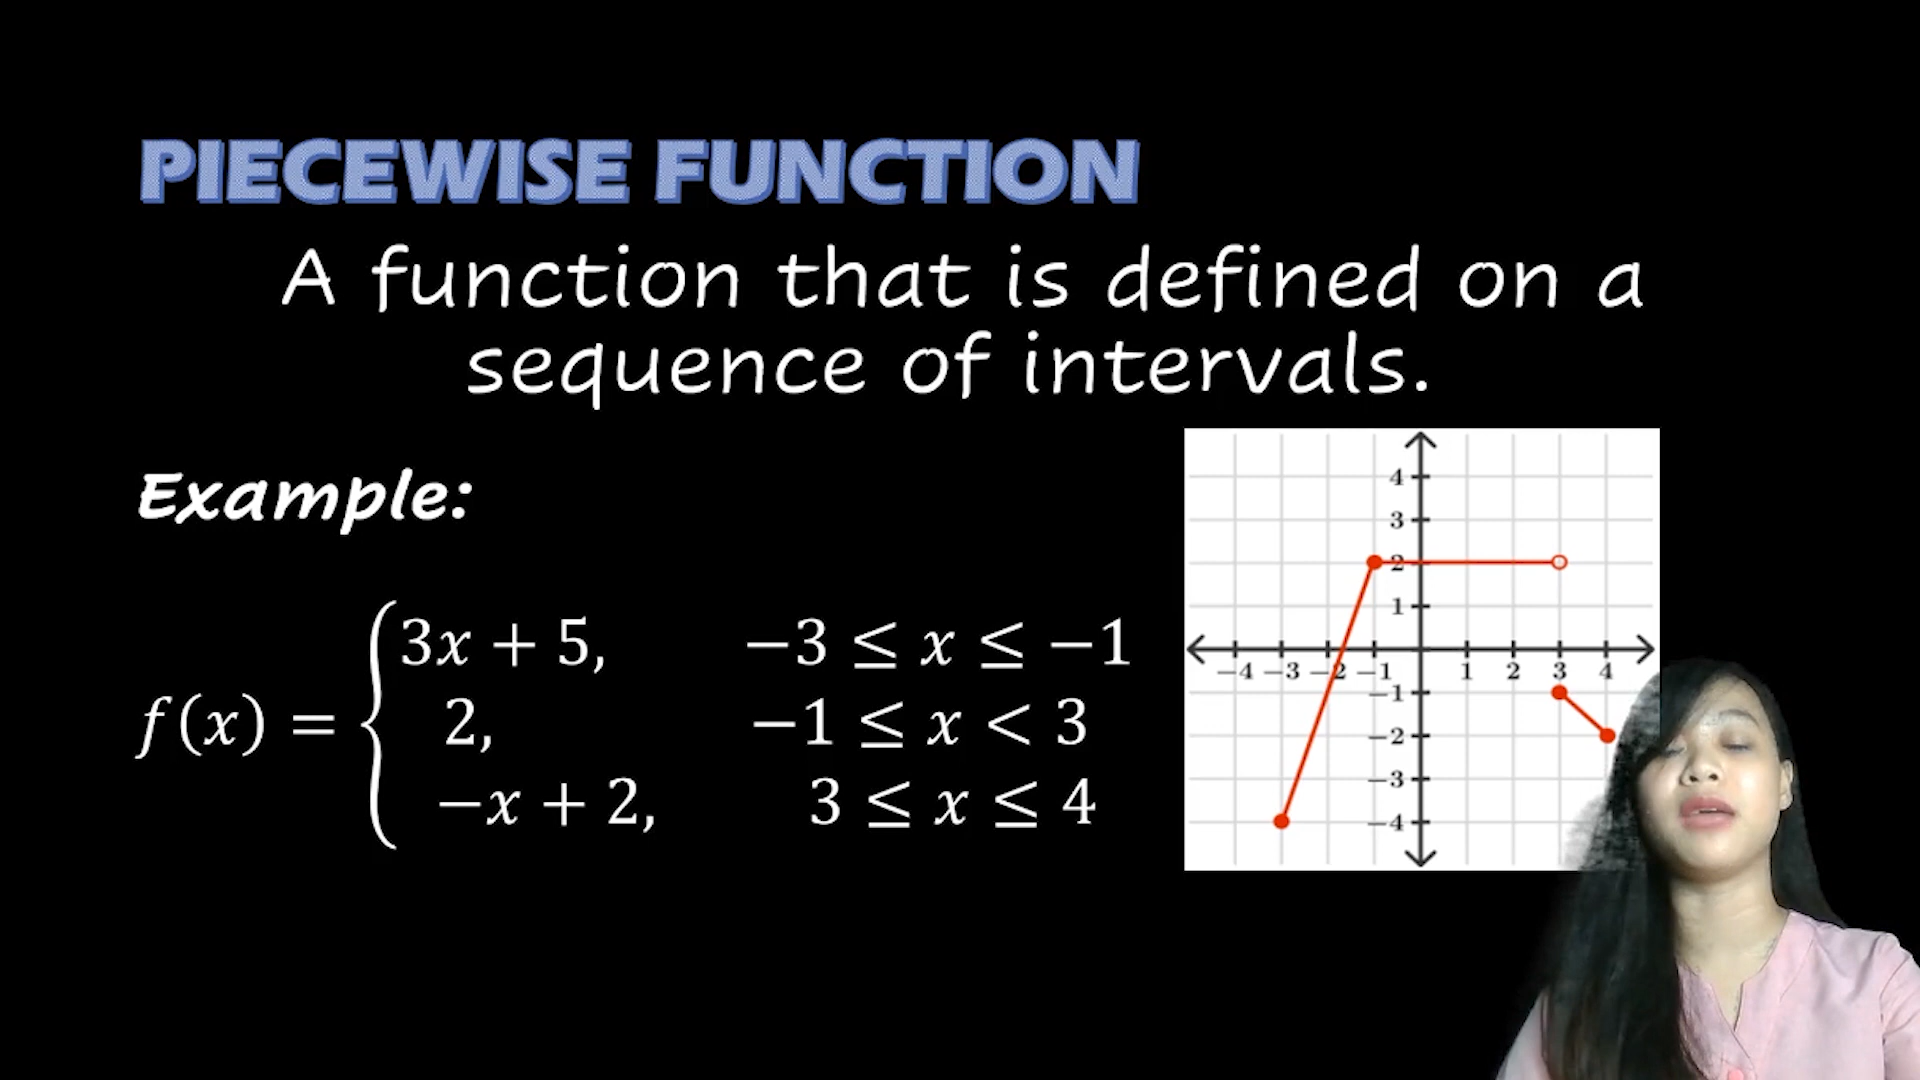 PIECEWISE FUNCTION
A function that is defined on a
sequence of intervals.
Example:
f(x) = { 3x + 5, −3 ≤ x ≤ −1
2, −1 ≤ x < 3
−x + 2, 3 ≤ x ≤ 4
4
3
2
1
−4 −3 −2 −1 1 2 3 4
−1
−2
−3
−4